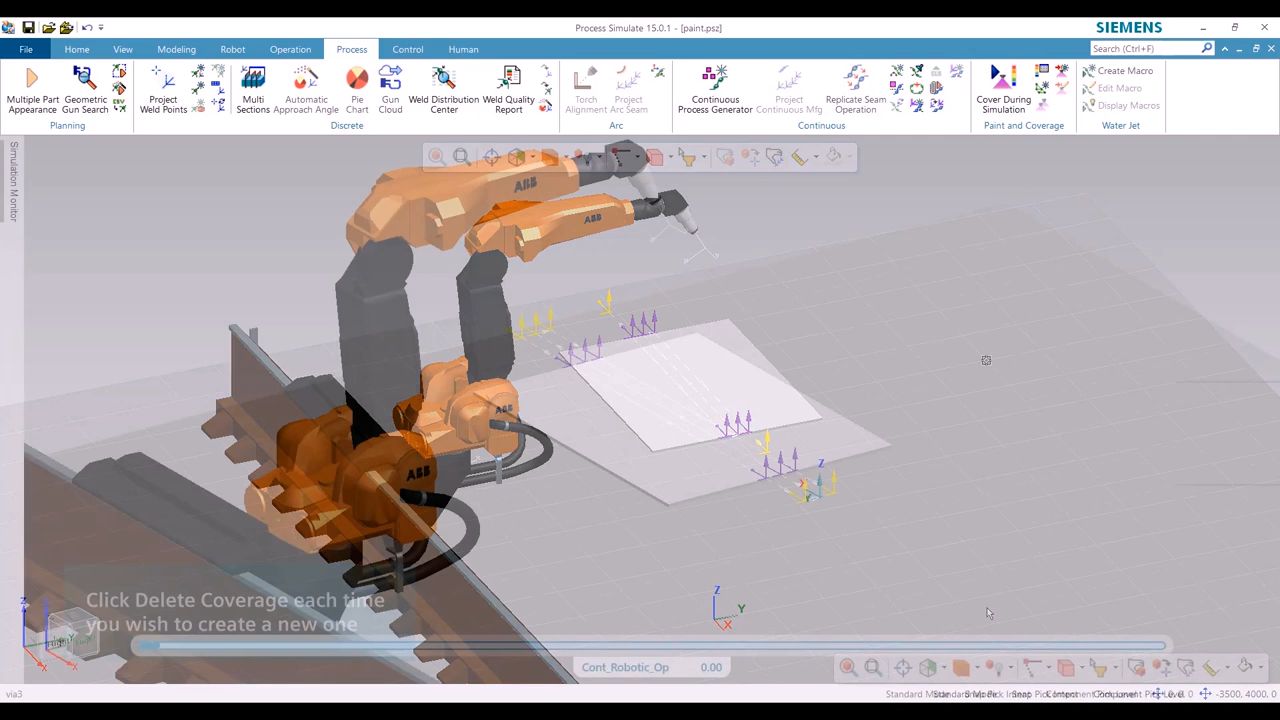 Process Simulate 15.0.1 - [paint.psz]
SIEMENS
File Home View Modeling Robot Operation Process Control Human
Search (Ctrl+F)
Multiple Part Appearance
Geometric Gun Search
Project Weld Points
Multi Sections
Automatic Approach Angle
Pie Chart
Gun Cloud
Weld Distribution Center
Weld Quality Report
Torch Alignment
Project Arc Seam
Continuous Process Generator
Project Continuous Mfg
Replicate Seam Operation
Cover During Simulation
Create Macro
Edit Macro
Display Macros
Planning
Discrete
Arc
Continuous
Paint and Coverage
Water Jet
Simulation Monitor
ABB
ABB
ABB
ABB
Z
Z
Y
X
Click Delete Coverage each time
you wish to create a new one
Cont_Robotic_Op 0.00
via3
-3500, 4000, 0